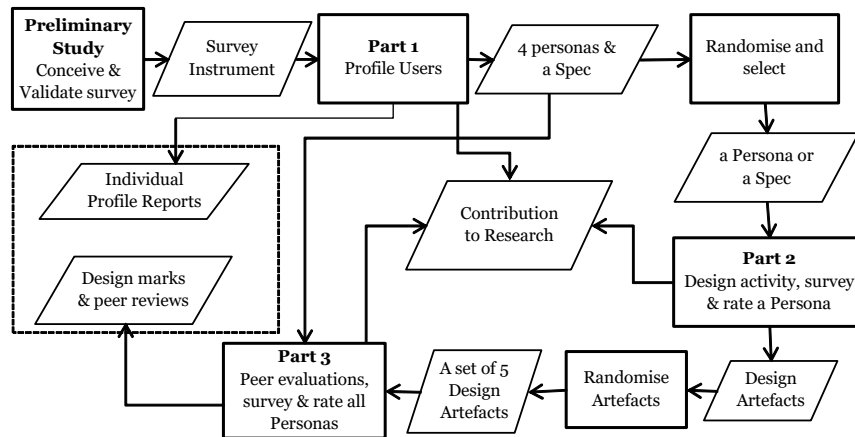 Preliminary
Study
Conceive &
Validate survey
Survey
Instrument
Part 1
Profile Users
4 personas &
a Spec
Randomise and
select
a Persona or
a Spec
Individual
Profile Reports
Contribution
to Research
Design marks
& peer reviews
Part 2
Design activity, survey
& rate a Persona
Part 3
Peer evaluations,
survey & rate all
Personas
A set of 5
Design
Artefacts
Randomise
Artefacts
Design
Artefacts